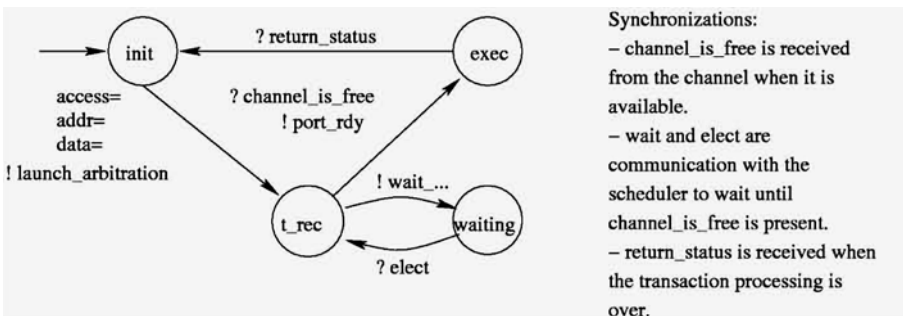 ? return_status
init
exec
access=
addr=
data=
! launch_arbitration
? channel_is_free
! port_rdy
! wait_...
t_rec
waiting
? elect
Synchronizations:
– channel_is_free is received
from the channel when it is
available.
– wait and elect are
communication with the
scheduler to wait until
channel_is_free is present.
– return_status is received when
the transaction processing is
over.